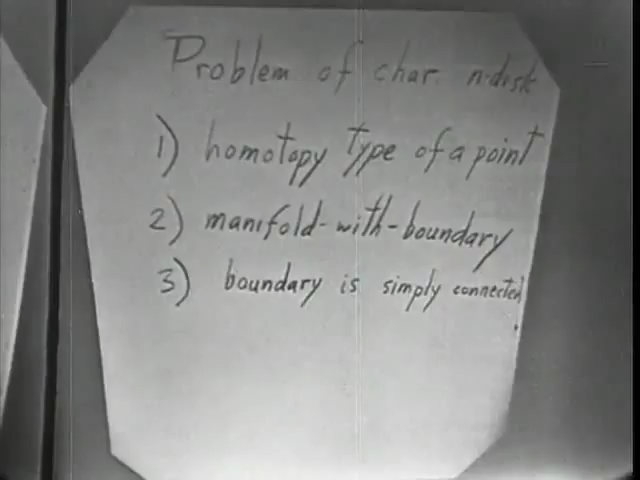 Problem of char. n-disk
1) homotopy type of a point
2) manifold-with-boundary
3) boundary is simply connected